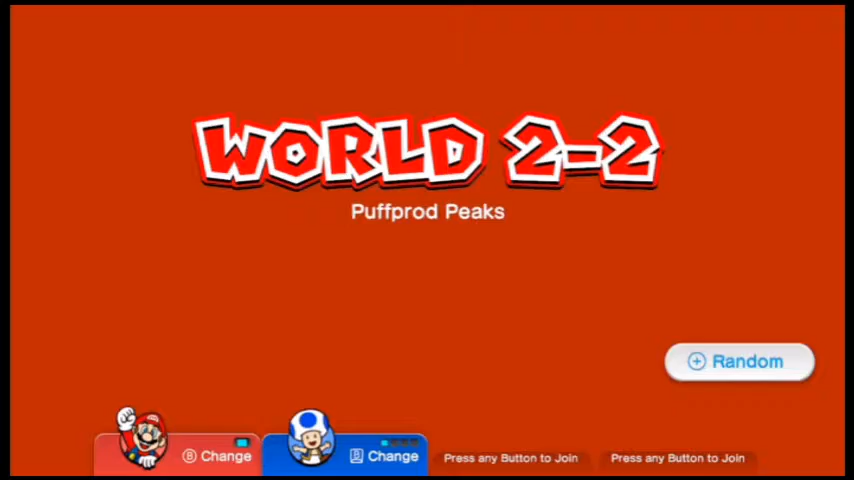 WORLD 2-2
Puffprod Peaks
+ Random
B Change
Change
Press any Button to Join
Press any Button to Join